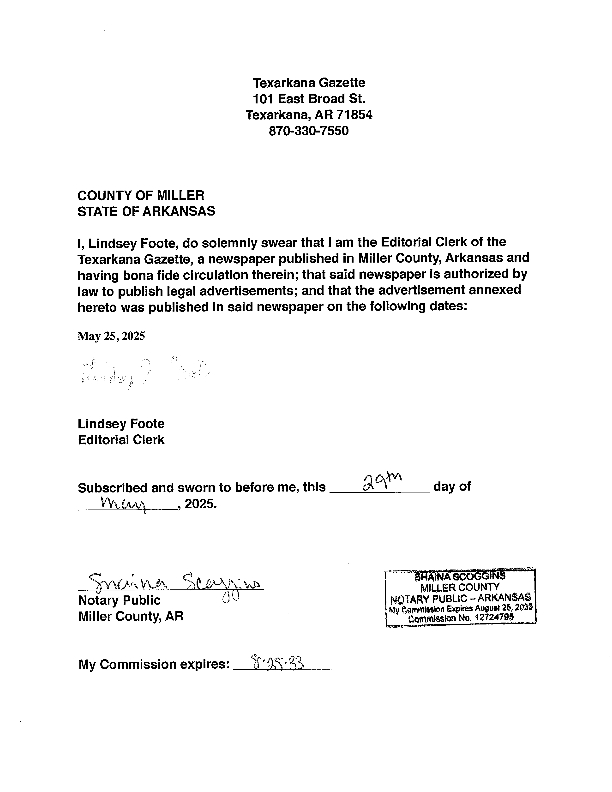 Texarkana Gazette
101 East Broad St.
Texarkana, AR 71854
870-330-7550
COUNTY OF MILLER
STATE OF ARKANSAS
I, Lindsey Foote, do solemnly swear that I am the Editorial Clerk of the
Texarkana Gazette, a newspaper published in Miller County, Arkansas and
having bona fide circulation therein; that said newspaper is authorized by
law to publish legal advertisements; and that the advertisement annexed
hereto was published in said newspaper on the following dates:
May 25, 2025
Lindsey Foote
Editorial Clerk
Subscribed and sworn to before me, this 29th day of
May, 2025.
Shaina Scoggins
Notary Public
Miller County, AR
SHAINA SCOGGINS
MILLER COUNTY
NOTARY PUBLIC – ARKANSAS
My Commission Expires August 25, 2033
Commission No. 12724795
My Commission expires: 8-25-33